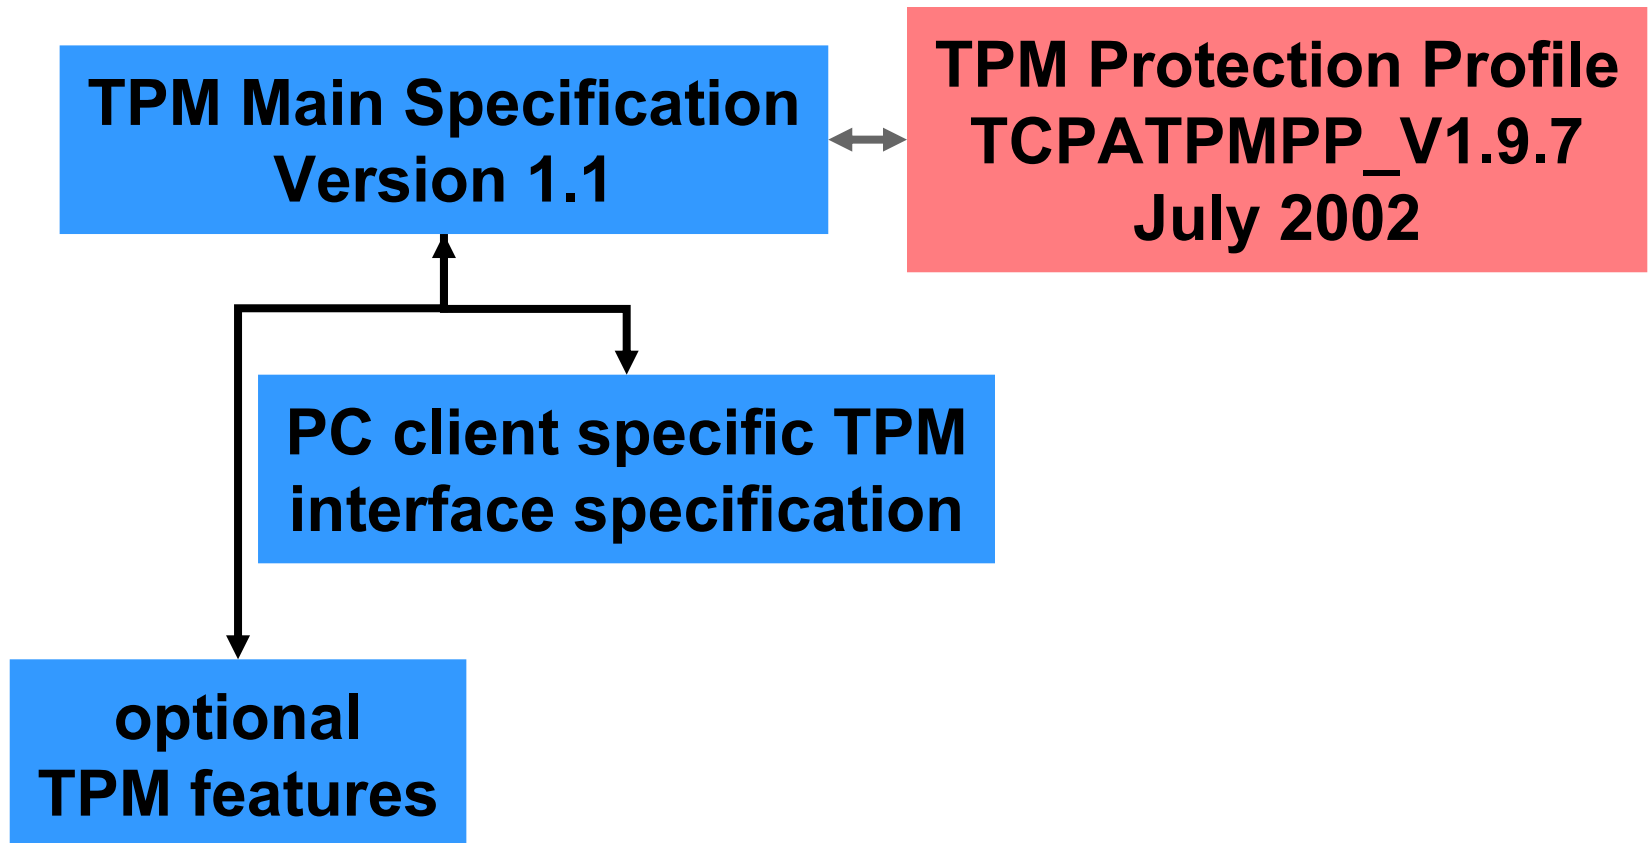 TPM Main Specification
Version 1.1
TPM Protection Profile
TCPATPMPP_V1.9.7
July 2002
PC client specific TPM
interface specification
optional
TPM features